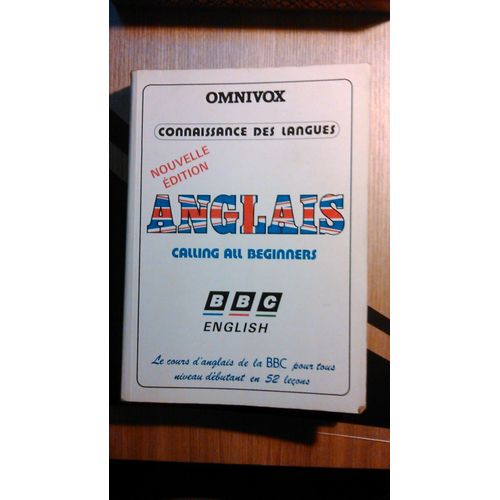 OMNIVOX
CONNAISSANCE DES LANGUES
NOUVELLE
ÉDITION
ANGLAIS
CALLING ALL BEGINNERS
BBC
ENGLISH
Le cours d'anglais de la BBC pour tous
niveau débutant en 52 leçons